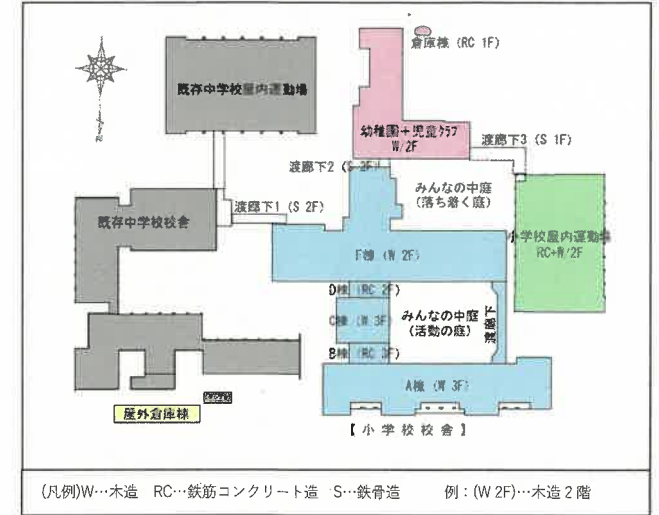 倉庫棟 (RC 1F)
既存中学校屋内運動場
幼稚園＋児童クラブ
W/2F
渡廊下3 (S 1F)
渡廊下2 (S 2F)
みんなの中庭
(落ち着く庭)
既存中学校校舎
渡廊下1 (S 2F)
小学校屋内運動場
RC+W/2F
F棟 (W 2F)
D棟 (RC 2F)
C棟 (W 3F)
みんなの中庭
(活動の庭)
渡廊下
B棟 (RC 3F)
A棟 (W 3F)
屋外倉庫棟
【小学校校舎】
(凡例)W…木造 RC…鉄筋コンクリート造 S…鉄骨造 例：(W 2F)…木造２階